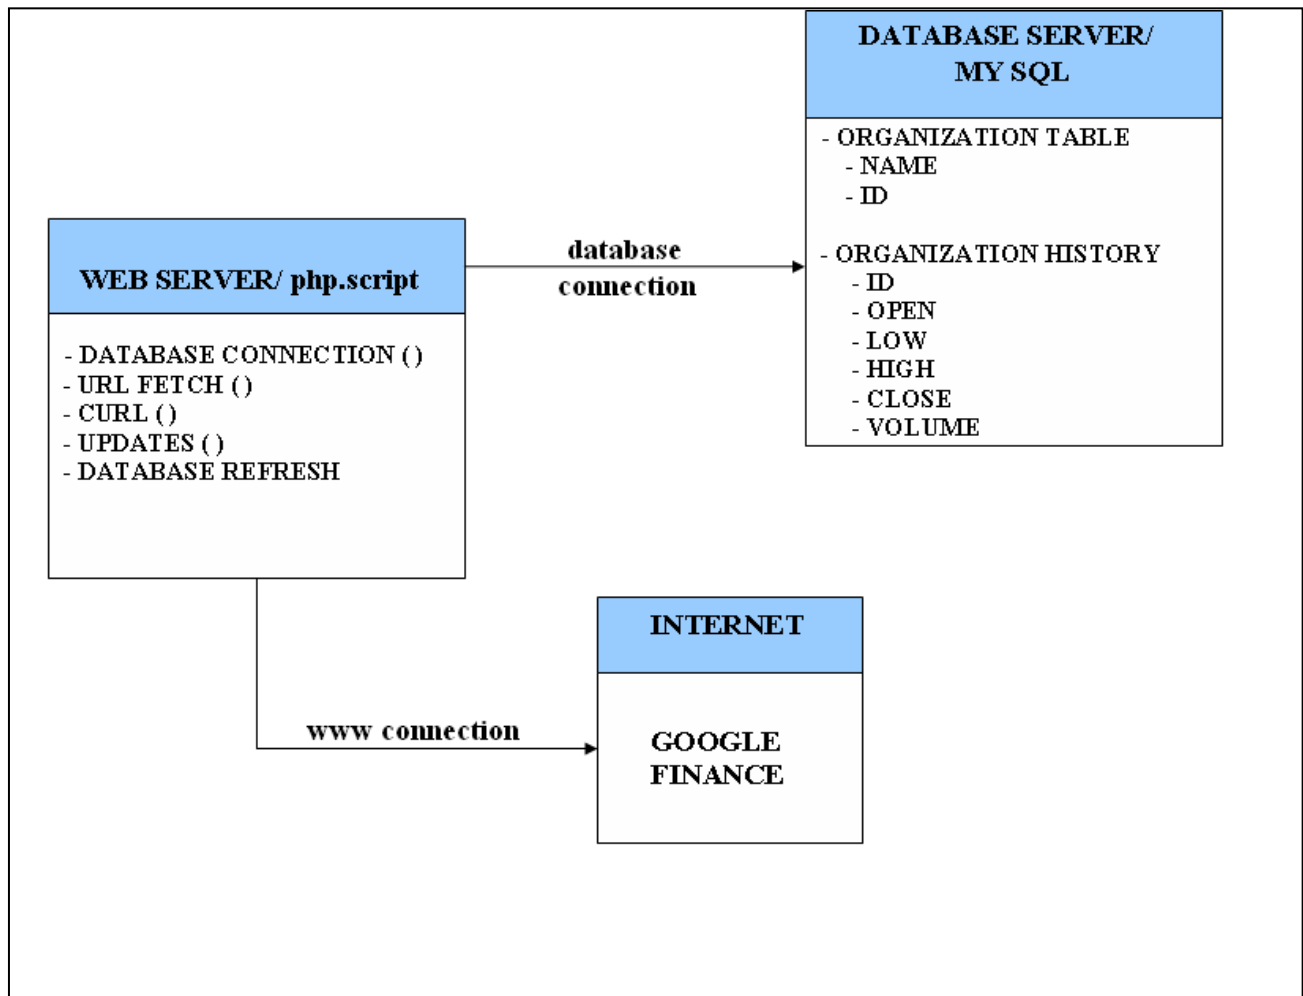 DATABASE SERVER/
MY SQL
- ORGANIZATION TABLE
- NAME
- ID
- ORGANIZATION HISTORY
- ID
- OPEN
- LOW
- HIGH
- CLOSE
- VOLUME
database
connection
WEB SERVER/ php.script
- DATABASE CONNECTION ( )
- URL FETCH ( )
- CURL ( )
- UPDATES ( )
- DATABASE REFRESH
www connection
INTERNET
GOOGLE
FINANCE